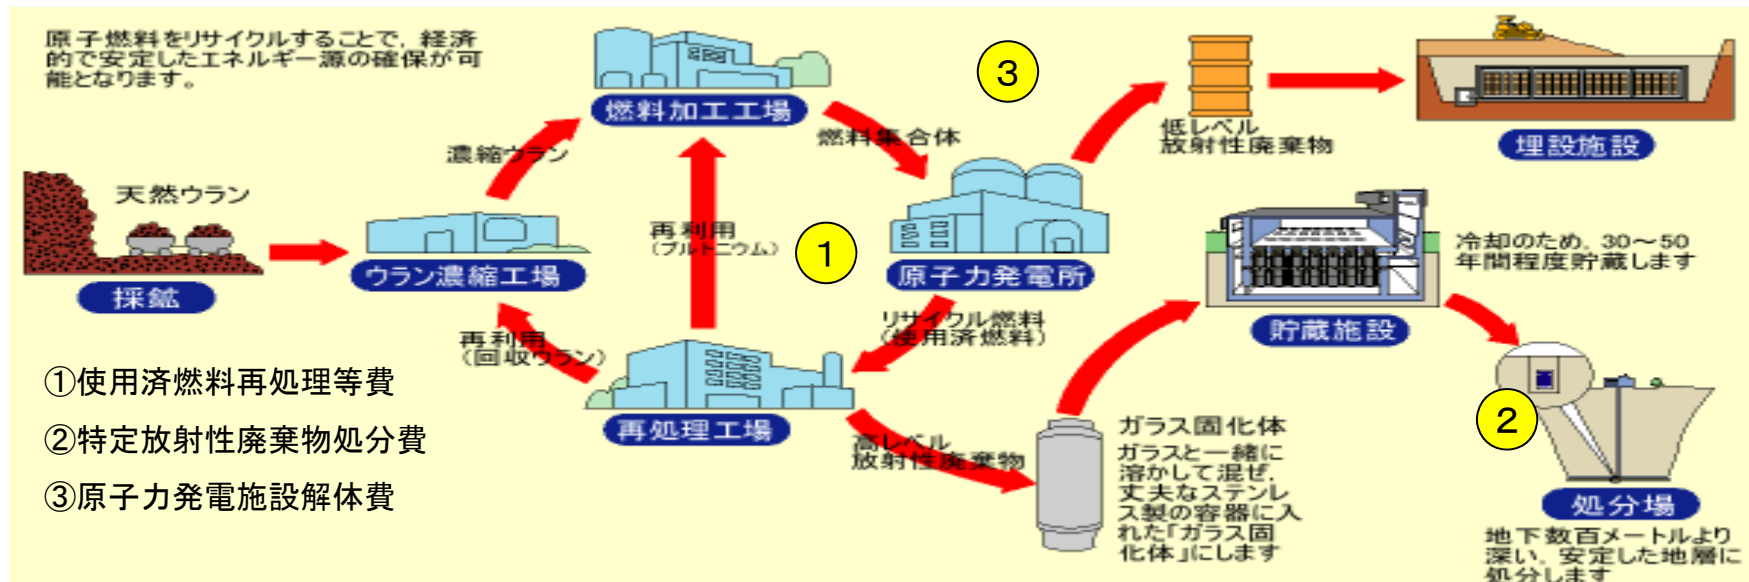 原子燃料をリサイクルすることで、経済
的で安定したエネルギー源の確保が可
能となります。
燃料加工工場
③
低レベル
放射性廃棄物
埋設施設
燃料集合体
濃縮ウラン
天然ウラン
採鉱
ウラン濃縮工場
再利用
(プルトニウム)
①
原子力発電所
冷却のため、30～50
年間程度貯蔵します
貯蔵施設
リサイクル燃料
(使用済燃料)
再利用
(回収ウラン)
再処理工場
高レベル
放射性廃棄物
ガラス固化体
ガラスと一緒に
溶かして混ぜ、
丈夫なステンレ
ス製の容器に入
れた「ガラス固
化体」にします
②
処分場
地下数百メートルより
深い、安定した地層に
処分します
①使用済燃料再処理等費
②特定放射性廃棄物処分費
③原子力発電施設解体費